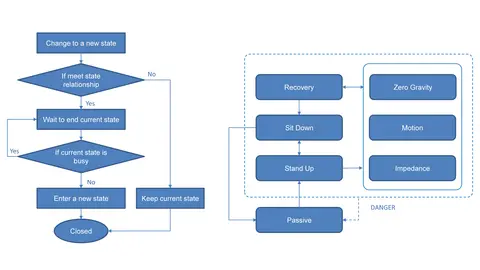 Change to a new state
If meet state
relationship
No
Yes
Wait to end current state
Yes
if current state is
busy
No
Enter a new state
Keep current state
Closed
Recovery
Zero Gravity
Sit Down
Motion
Stand Up
Impedance
Passive
DANGER